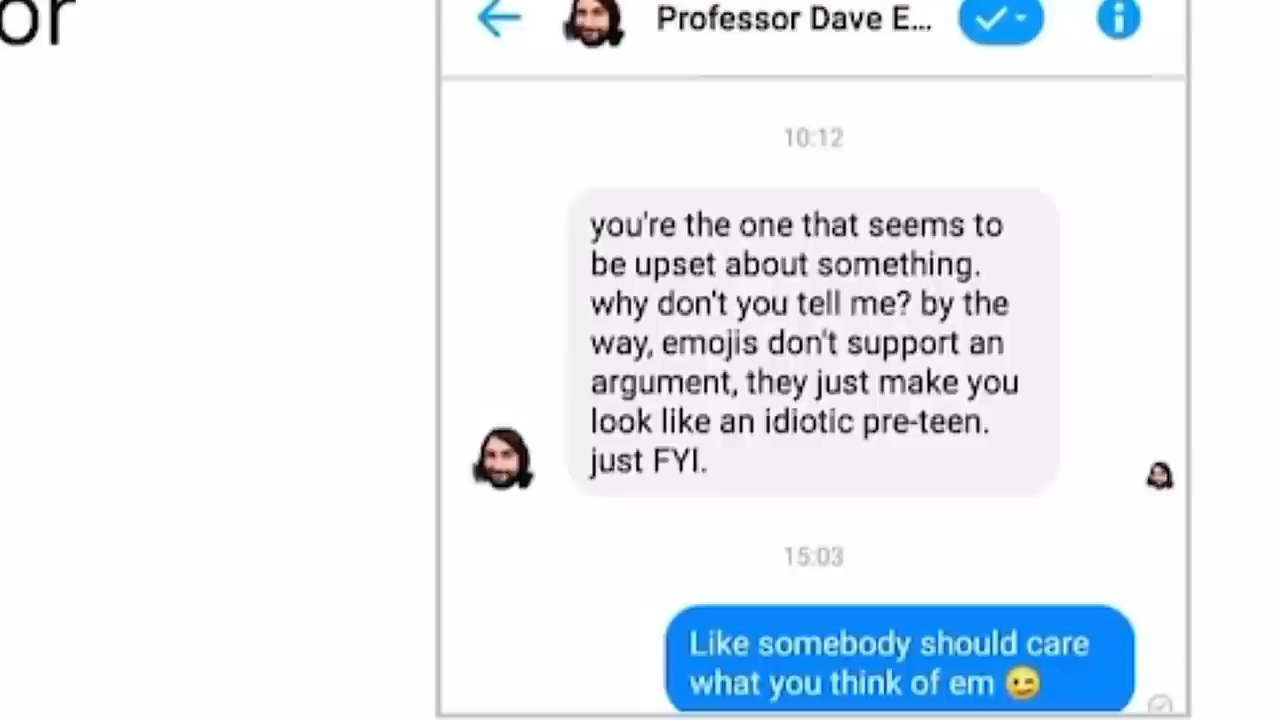 or
Professor Dave E...
10:12
you're the one that seems to
be upset about something.
why don't you tell me? by the
way, emojis don't support an
argument, they just make you
look like an idiotic pre-teen.
just FYI.
15:03
Like somebody should care
what you think of em 😉